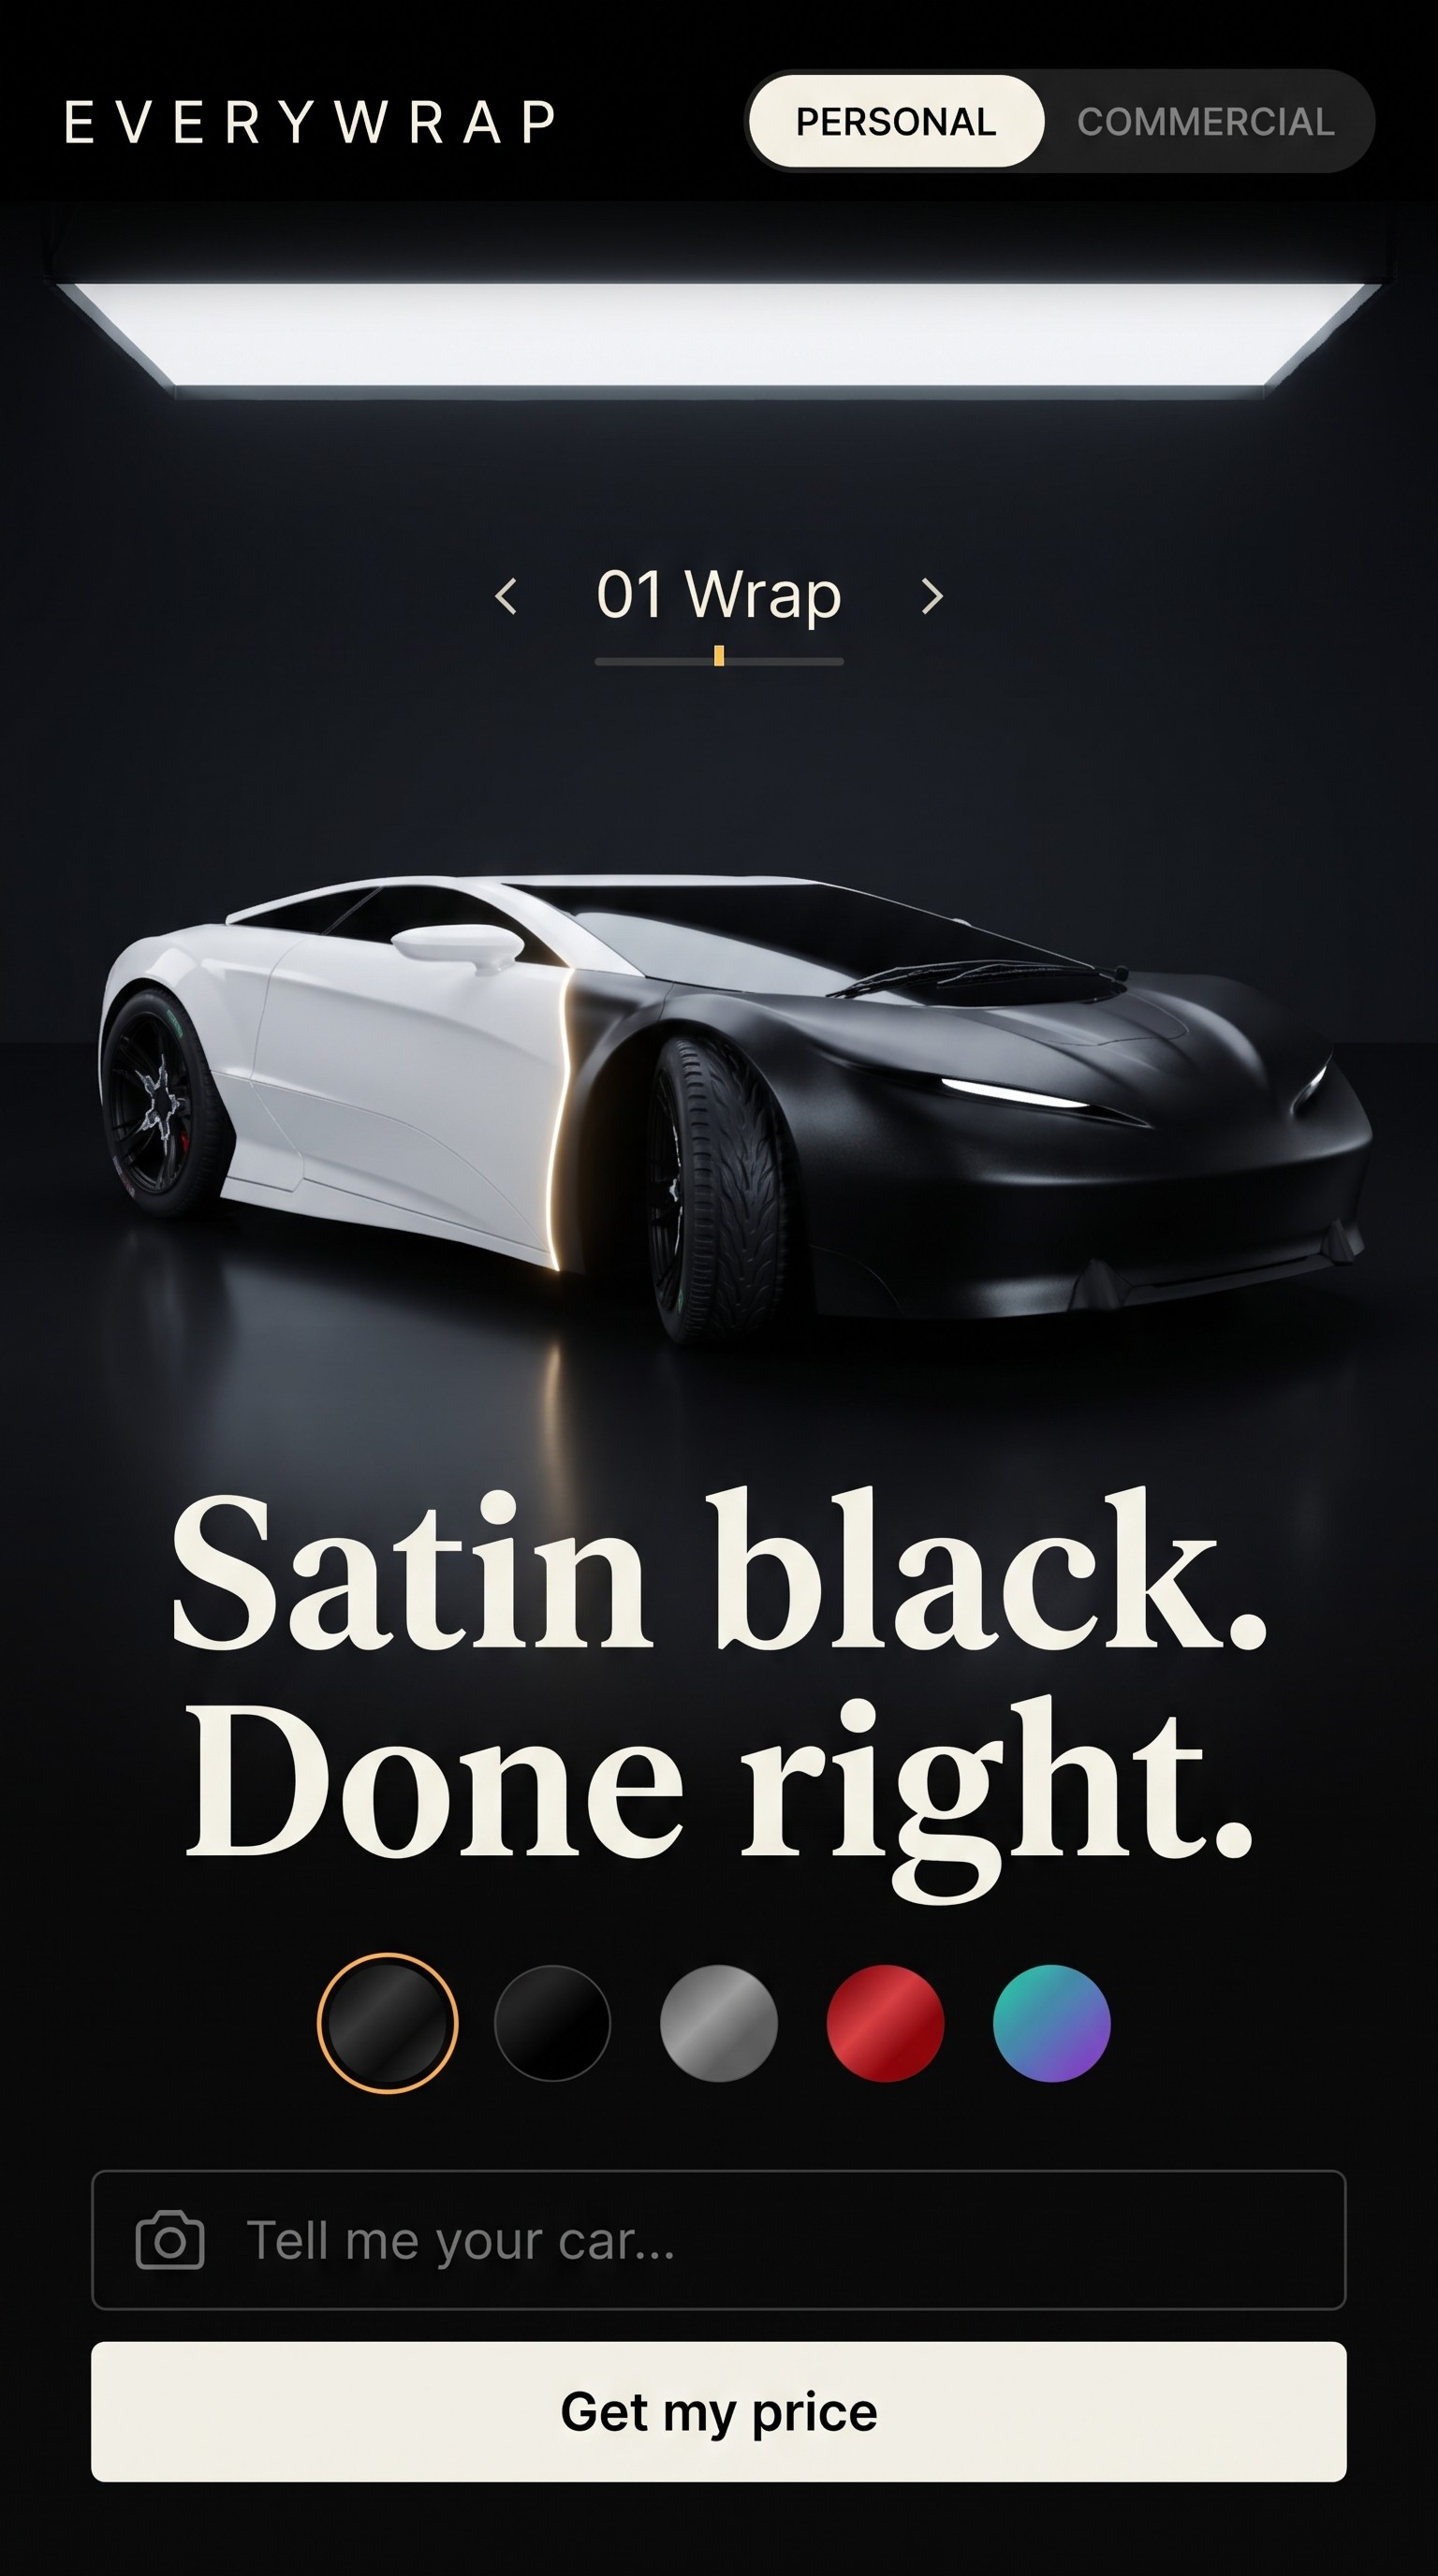 EVERYWRAP
PERSONAL COMMERCIAL
01 Wrap
Satin black.
Done right.
Tell me your car...
Get my price